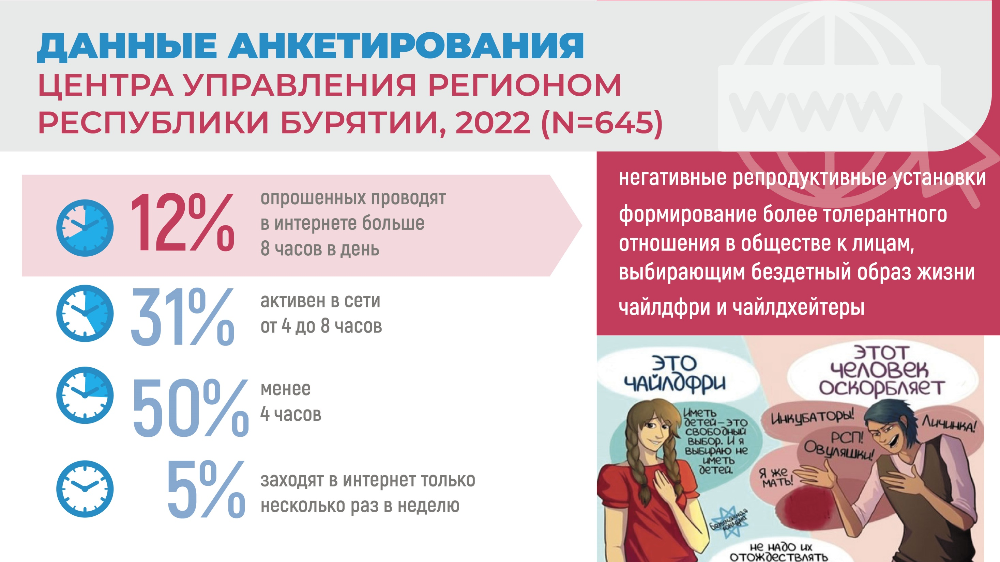 ДАННЫЕ АНКЕТИРОВАНИЯ
ЦЕНТРА УПРАВЛЕНИЯ РЕГИОНОМ
РЕСПУБЛИКИ БУРЯТИИ, 2022 (N=645)
www
12%
опрошенных проводят
в интернете больше
8 часов в день
31%
активен в сети
от 4 до 8 часов
50%
менее
4 часов
5%
заходят в интернет только
несколько раз в неделю
негативные репродуктивные установки
формирование более толерантного
отношения в обществе к лицам,
выбирающим бездетный образ жизни
чайлдфри и чайлдхейтеры
ЭТО
ЧАЙЛДФРИ
Иметь
детей – это
свободный
выбор. И я
выбираю не
иметь
детей.
Безымянная
коммуна
ЭТОТ
ЧЕЛОВЕК
ОСКОРБЛЯЕТ
Инкубаторы!
Личинка!
РСП!
Овуляшки!
Я же
мать!
не надо их
отождествлять